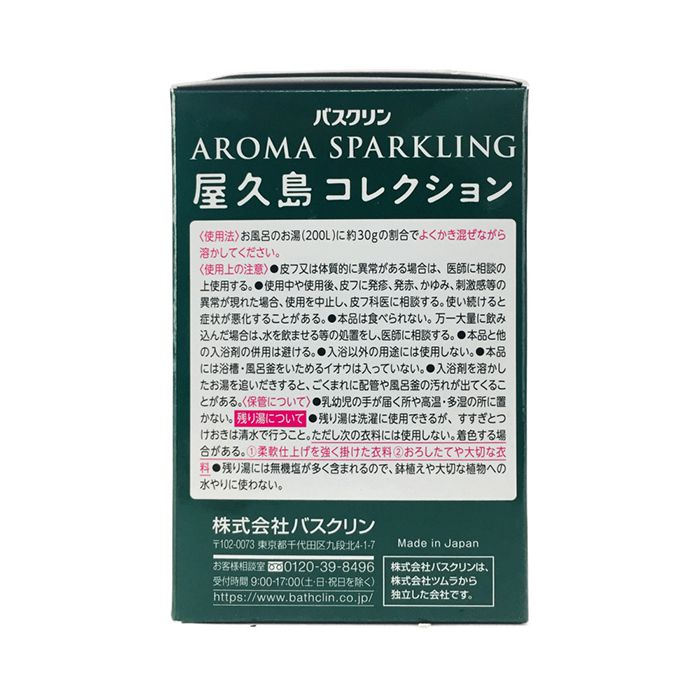 バスクリン
AROMA SPARKLING
屋久島コレクション
〈使用法〉お風呂のお湯(200L)に約30gの割合でよくかき混ぜながら
溶かしてください。
〈使用上の注意〉●皮フ又は体質的に異常がある場合は、医師に相談の
上使用する。●使用中や使用後、皮フに発疹、発赤、かゆみ、刺激感等の
異常が現れた場合、使用を中止し、皮フ科医に相談する。使い続けると
症状が悪化することがある。●本品は食べられない。万一大量に飲み
込んだ場合は、水を飲ませる等の処置をし、医師に相談する。●本品と他
の入浴剤の併用は避ける。●入浴以外の用途には使用しない。●本品
には浴槽・風呂釜をいためるイオウは入っていない。●入浴剤を溶かし
たお湯を追いだきすると、ごくまれに配管や風呂釜の汚れが出てくるこ
とがある。〈保管について〉●乳幼児の手が届く所や高温・多湿の所に置
かない。残り湯について●残り湯は洗濯に使用できるが、すすぎとつ
けおきは清水で行うこと。ただし次の衣料には使用しない。着色する場
合がある。①柔軟仕上げを強く掛けた衣料②おろしたてや大切な衣
料●残り湯には無機塩が多く含まれるので、鉢植えや大切な植物への
水やりに使わない。
株式会社バスクリン
〒102-0073 東京都千代田区九段北4-1-7
Made in Japan
お客様相談室 0120-39-8496
受付時間 9:00-17:00(土・日・祝日を除く)
https://www.bathclin.co.jp/
株式会社バスクリンは、
株式会社ツムラから
独立した会社です。